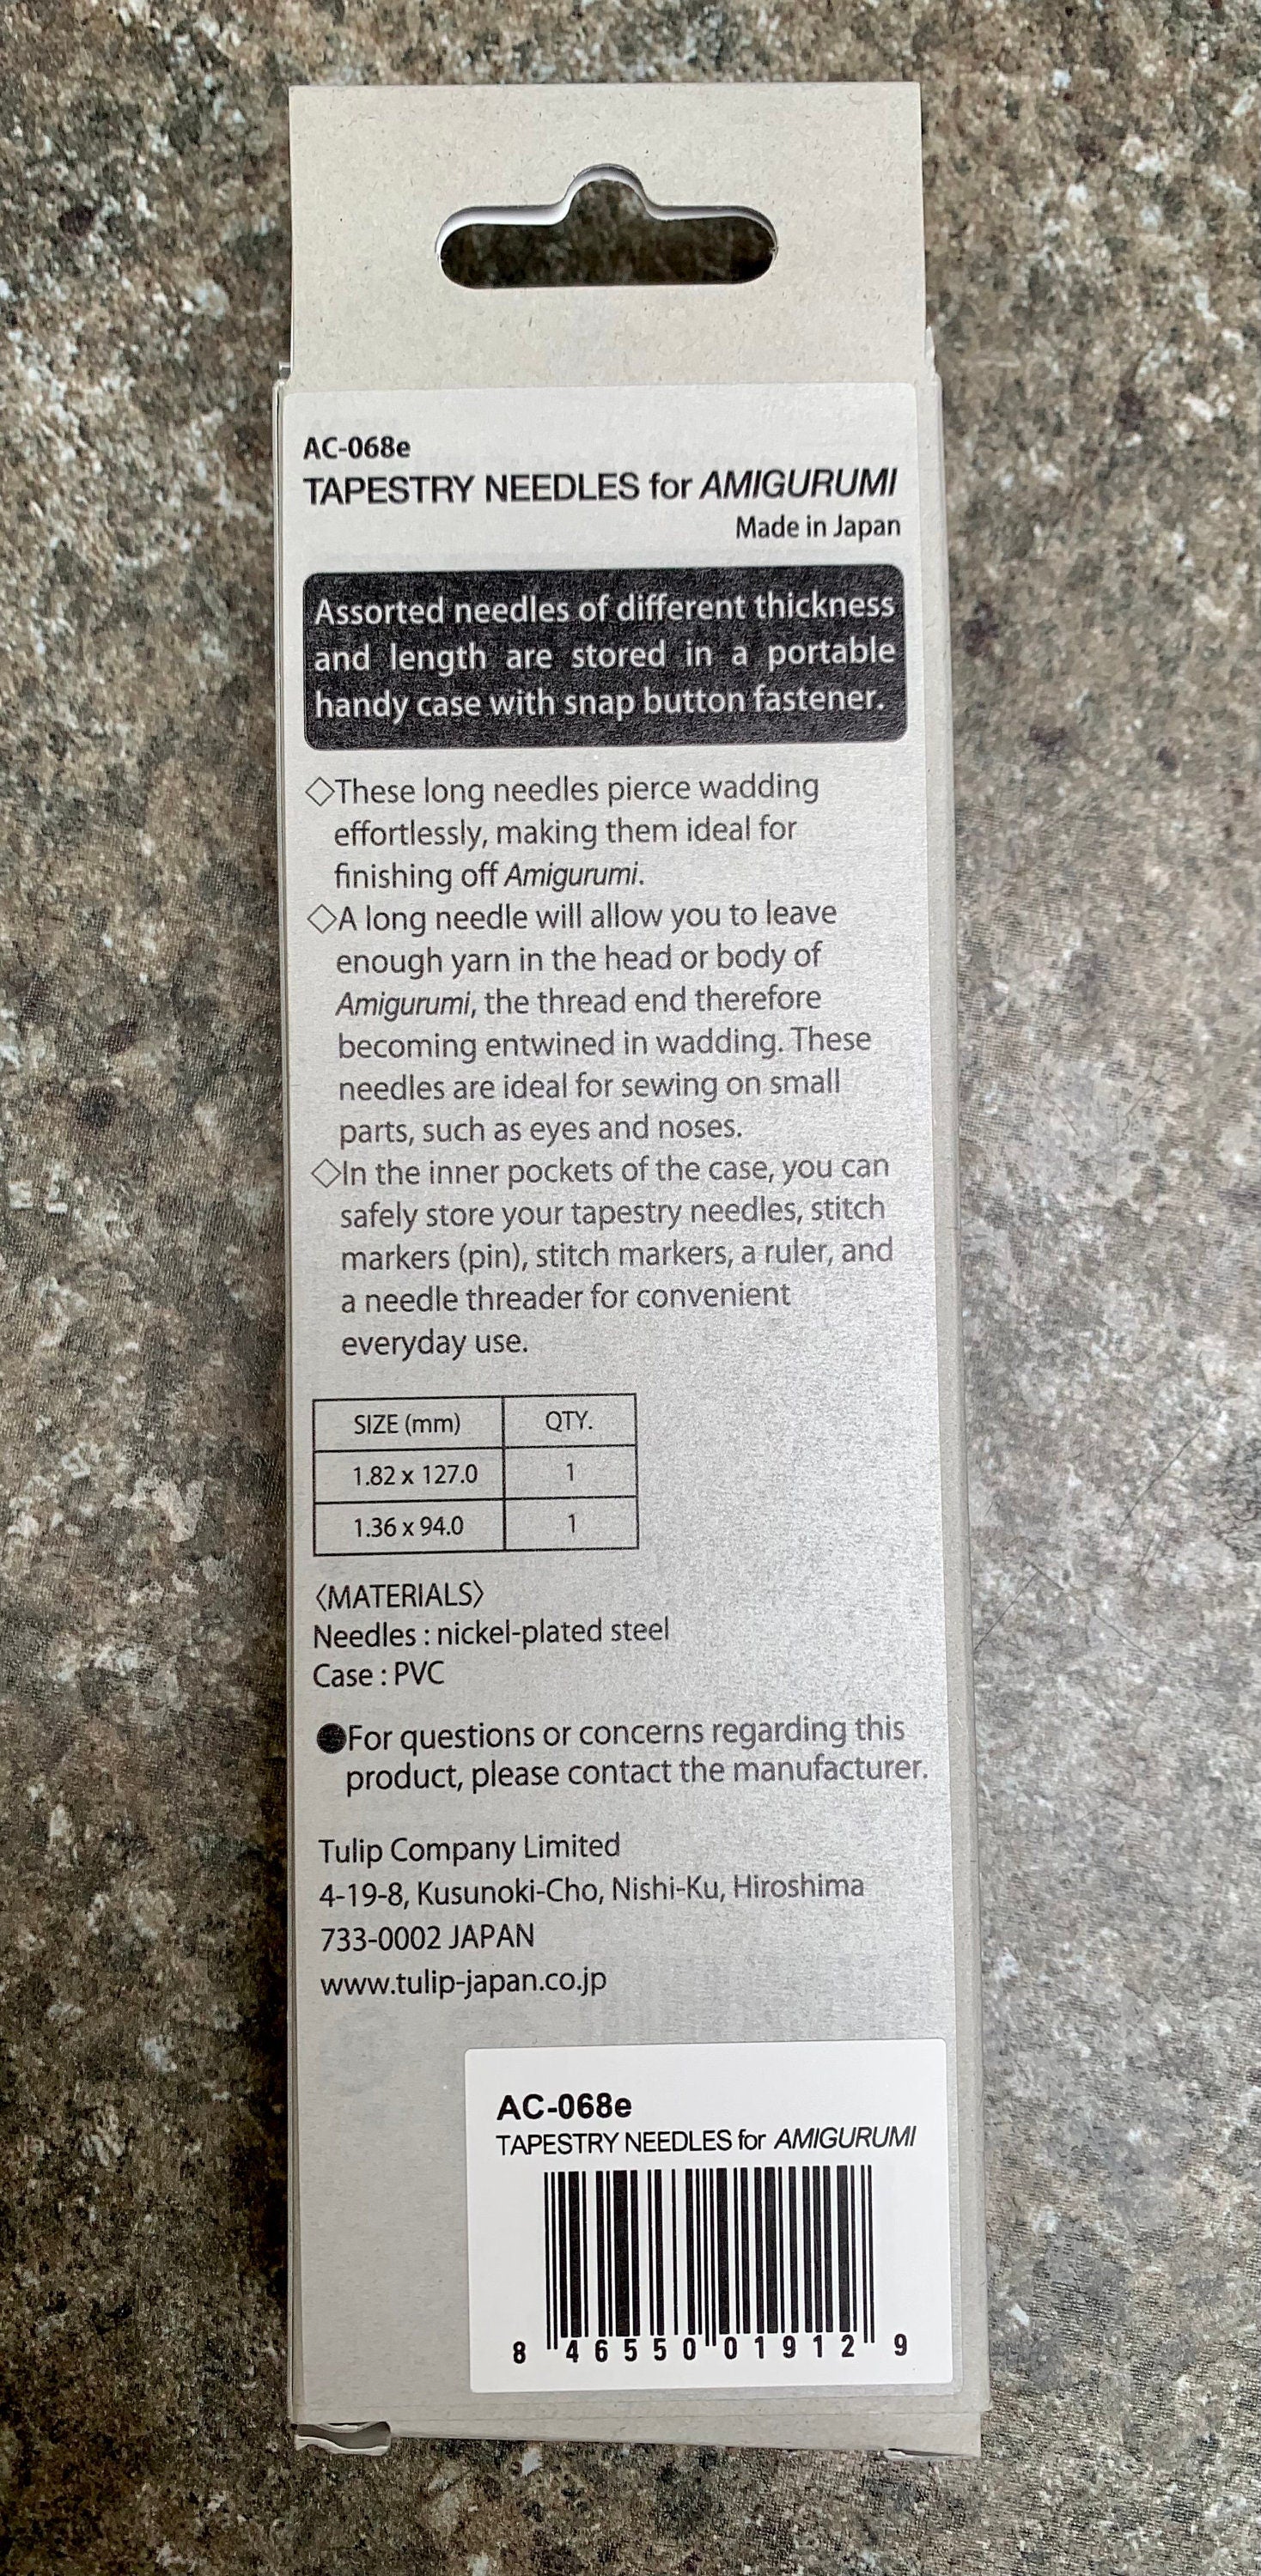 AC-068e
TAPESTRY NEEDLES for AMIGURUMI
Made in Japan
Assorted needles of different thickness
and length are stored in a portable
handy case with snap button fastener.
◇These long needles pierce wadding
effortlessly, making them ideal for
finishing off Amigurumi.
◇A long needle will allow you to leave
enough yarn in the head or body of
Amigurumi, the thread end therefore
becoming entwined in wadding. These
needles are ideal for sewing on small
parts, such as eyes and noses.
◇In the inner pockets of the case, you can
safely store your tapestry needles, stitch
markers (pin), stitch markers, a ruler, and
a needle threader for convenient
everyday use.
SIZE (mm) QTY.
1.82 x 127.0 1
1.36 x 94.0 1
〈MATERIALS〉
Needles : nickel-plated steel
Case : PVC
●For questions or concerns regarding this
product, please contact the manufacturer.
Tulip Company Limited
4-19-8, Kusunoki-Cho, Nishi-Ku, Hiroshima
733-0002 JAPAN
www.tulip-japan.co.jp
AC-068e
TAPESTRY NEEDLES for AMIGURUMI
8 46550 01912 9